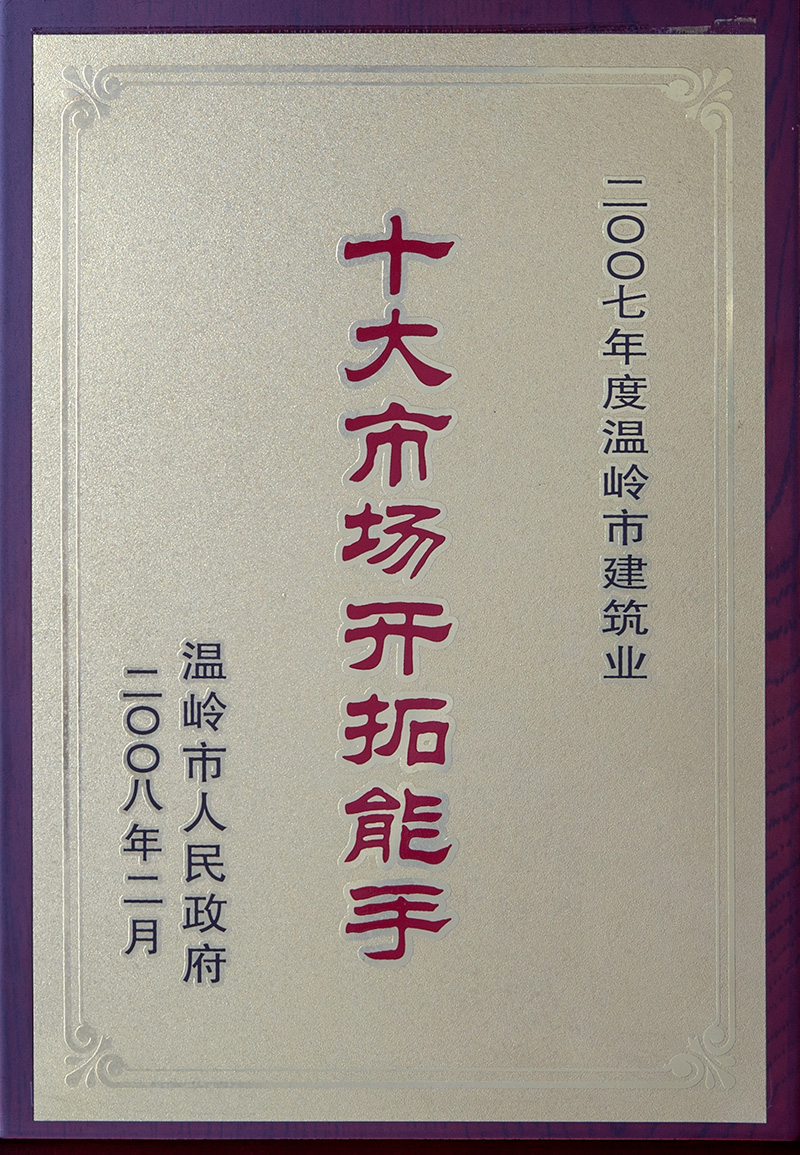 二〇〇七年度温岭市建筑业
十大市场开拓能手
温岭市人民政府
二〇〇八年二月